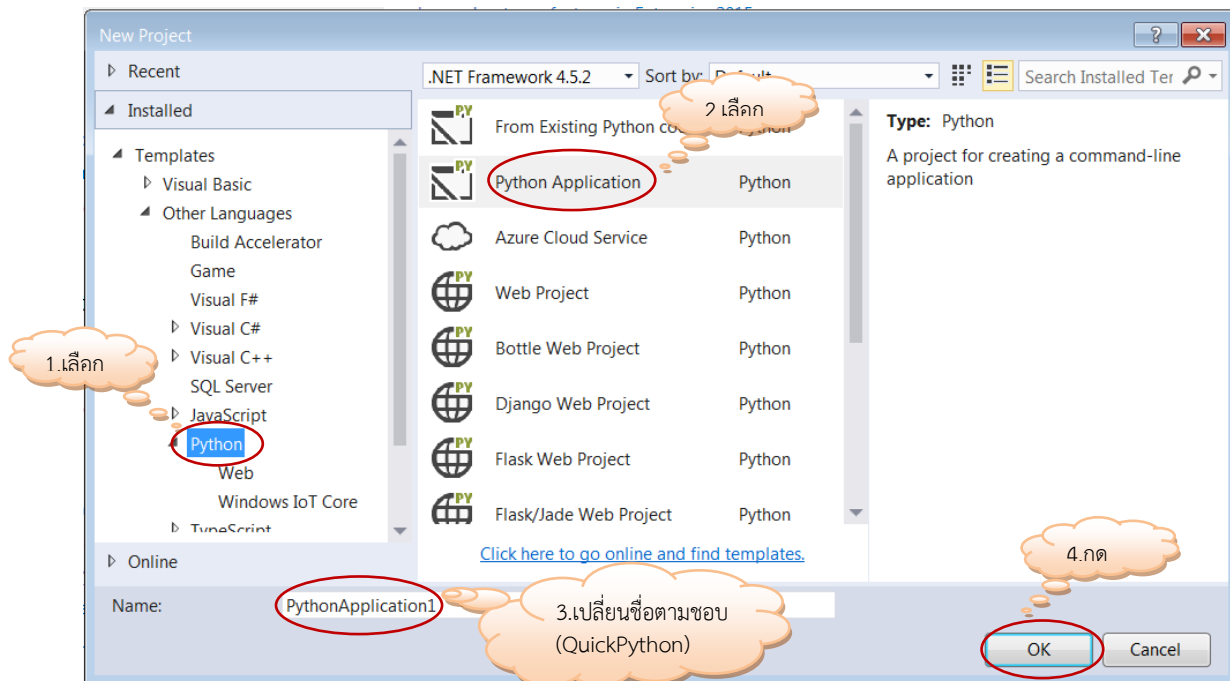 New Project
Recent
.NET Framework 4.5.2
Sort by:
Search Installed Ter
Installed
Templates
Visual Basic
Other Languages
Build Accelerator
Game
Visual F#
Visual C#
Visual C++
SQL Server
JavaScript
Python
Web
Windows IoT Core
TypeScript
Online
1.เลือก
From Existing Python
2.เลือก
Python Application Python
Azure Cloud Service Python
Web Project Python
Bottle Web Project Python
Django Web Project Python
Flask Web Project Python
Flask/Jade Web Project Python
Click here to go online and find templates.
Type: Python
A project for creating a command-line
application
Name:
PythonApplication1
3.เปลี่ยนชื่อตามชอบ
(QuickPython)
4.กด
OK
Cancel